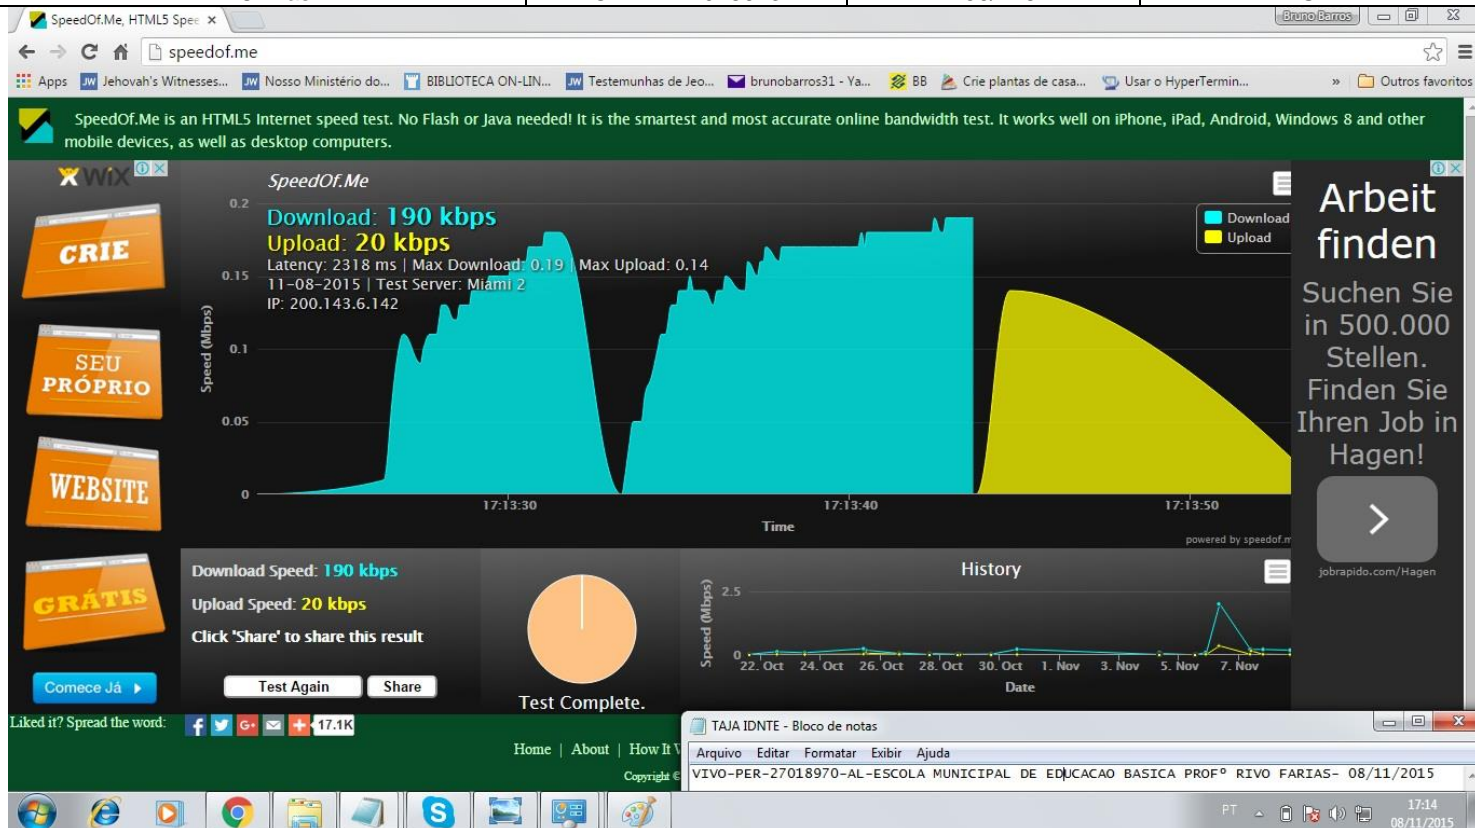 SpeedOf.Me, HTML5 Spee
Bruno Barros
speedof.me
Apps
Jehovah's Witnesses...
Nosso Ministério do...
BIBLIOTECA ON-LIN...
Testemunhas de Jeo...
brunobarros31 - Ya...
BB
Crie plantas de casa...
Usar o HyperTermin...
»
Outros favoritos
SpeedOf.Me is an HTML5 Internet speed test. No Flash or Java needed! It is the smartest and most accurate online bandwidth test. It works well on iPhone, iPad, Android, Windows 8 and other
mobile devices, as well as desktop computers.
WiX
CRIE
SEU
PRÓPRIO
WEBSITE
GRÁTIS
Comece Já
SpeedOf.Me
Download: 190 kbps
Upload: 20 kbps
Latency: 2318 ms | Max Download: 0.19 | Max Upload: 0.14
11-08-2015 | Test Server: Miami 2
IP: 200.143.6.142
Download
Upload
Speed (Mbps)
0.2
0.15
0.1
0.05
0
17:13:30
17:13:40
17:13:50
Time
powered by speedof.m
Arbeit
finden
Suchen Sie
in 500.000
Stellen.
Finden Sie
Ihren Job in
Hagen!
jobrapido.com/Hagen
Download Speed: 190 kbps
Upload Speed: 20 kbps
Click 'Share' to share this result
Test Again
Share
Test Complete.
History
Speed (Mbps)
2.5
0
22. Oct
24. Oct
26. Oct
28. Oct
30. Oct
1. Nov
3. Nov
5. Nov
7. Nov
Date
Liked it? Spread the word:
17.1K
Home | About | How It
Copyright ©
TAJA IDNTE - Bloco de notas
Arquivo Editar Formatar Exibir Ajuda
VIVO-PER-27018970-AL-ESCOLA MUNICIPAL DE EDUCACAO BASICA PROFº RIVO FARIAS- 08/11/2015
PT
17:14
08/11/2015